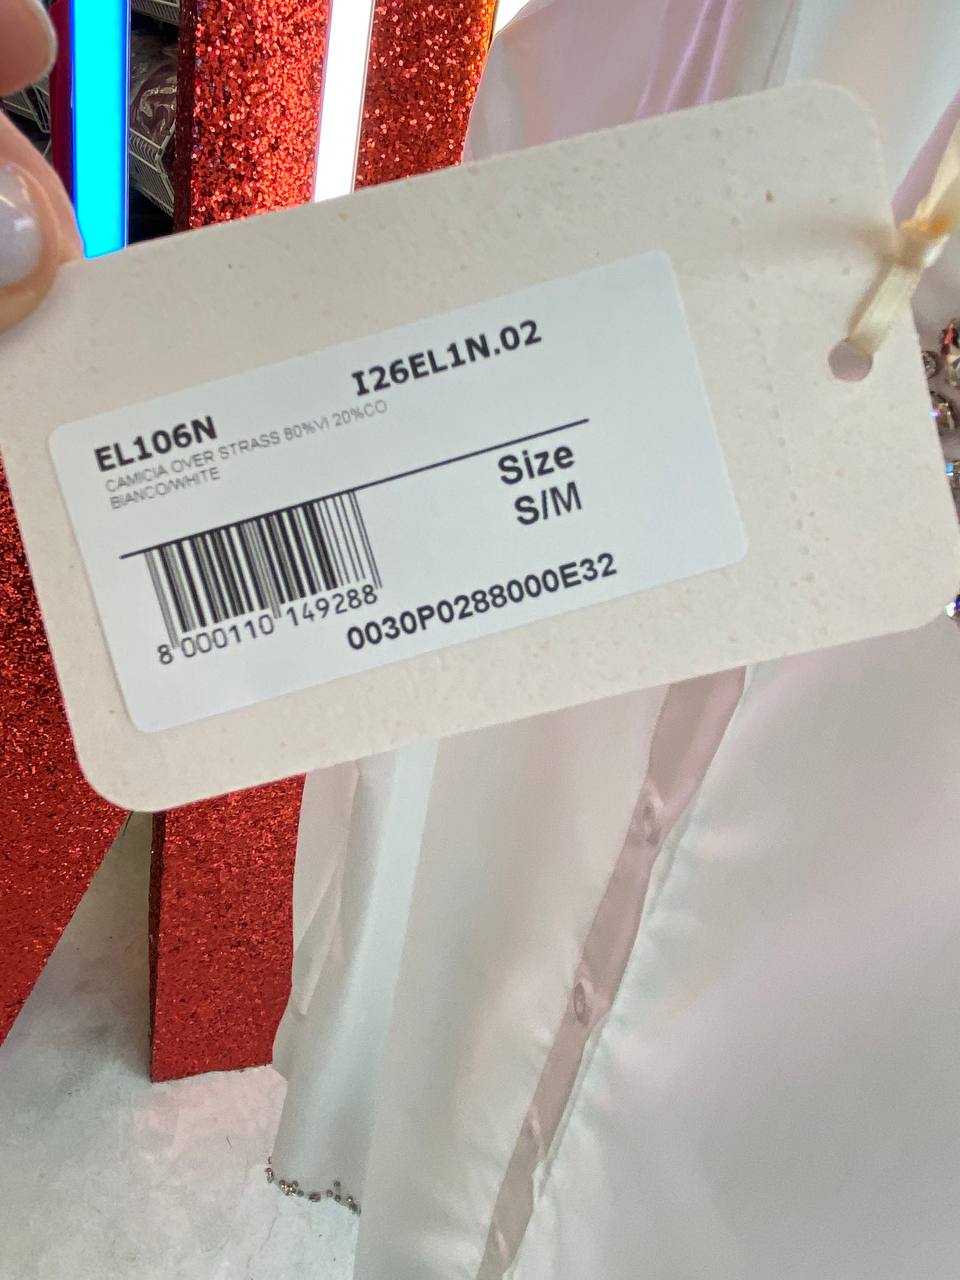 I26EL1N.02
EL106N
CAMICIA OVER STRASS 80%VI 20%CO
BIANCO/WHITE
Size
S/M
8 000110 149288
0030P0288000E32